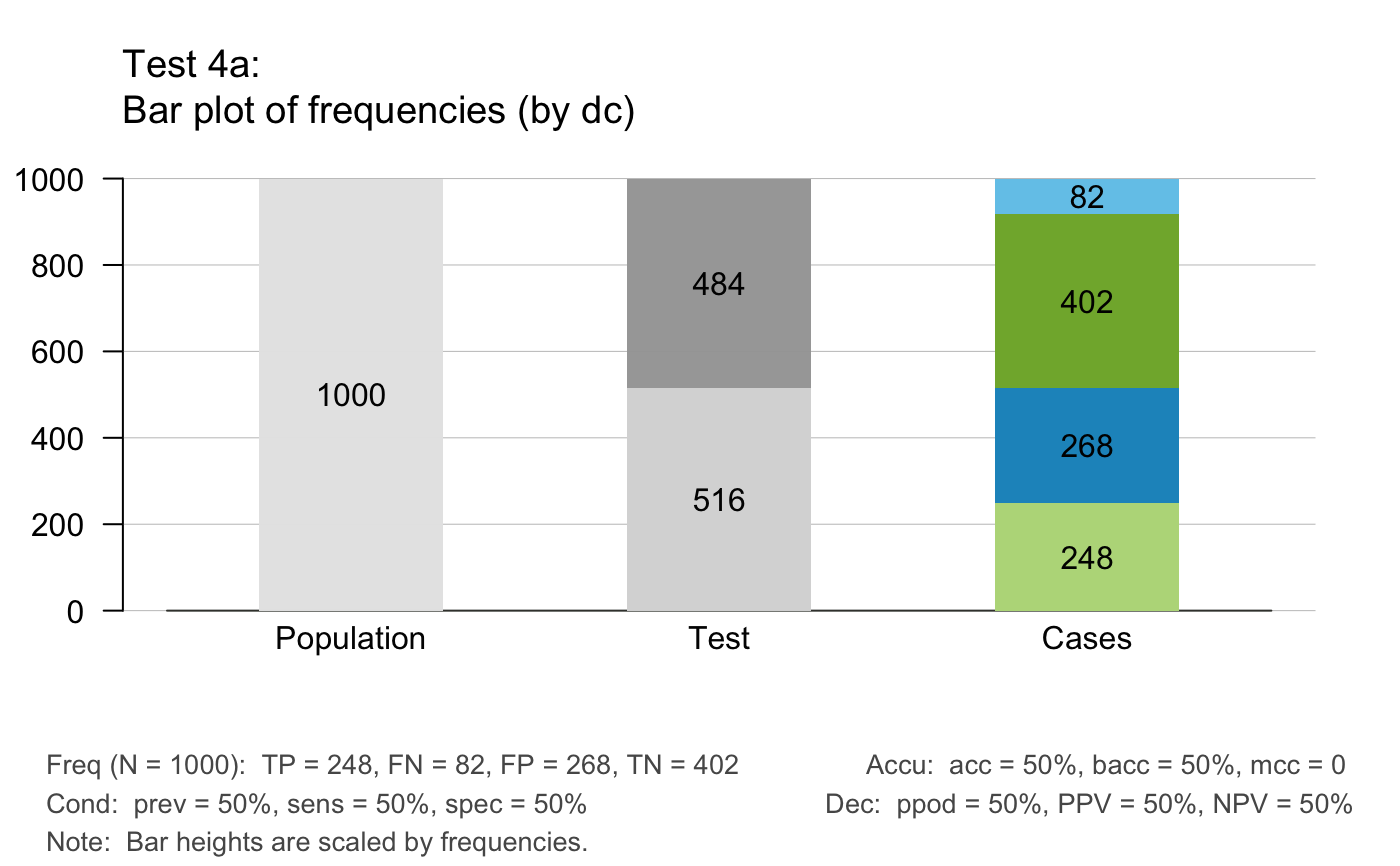 Test 4a:
Bar plot of frequencies (by dc)
1000
800
600
400
200
0
1000
484
516
82
402
268
248
Population
Test
Cases
Freq (N = 1000):  TP = 248, FN = 82, FP = 268, TN = 402
Accu:  acc = 50%, bacc = 50%, mcc = 0
Cond:  prev = 50%, sens = 50%, spec = 50%
Dec:  ppod = 50%, PPV = 50%, NPV = 50%
Note:  Bar heights are scaled by frequencies.